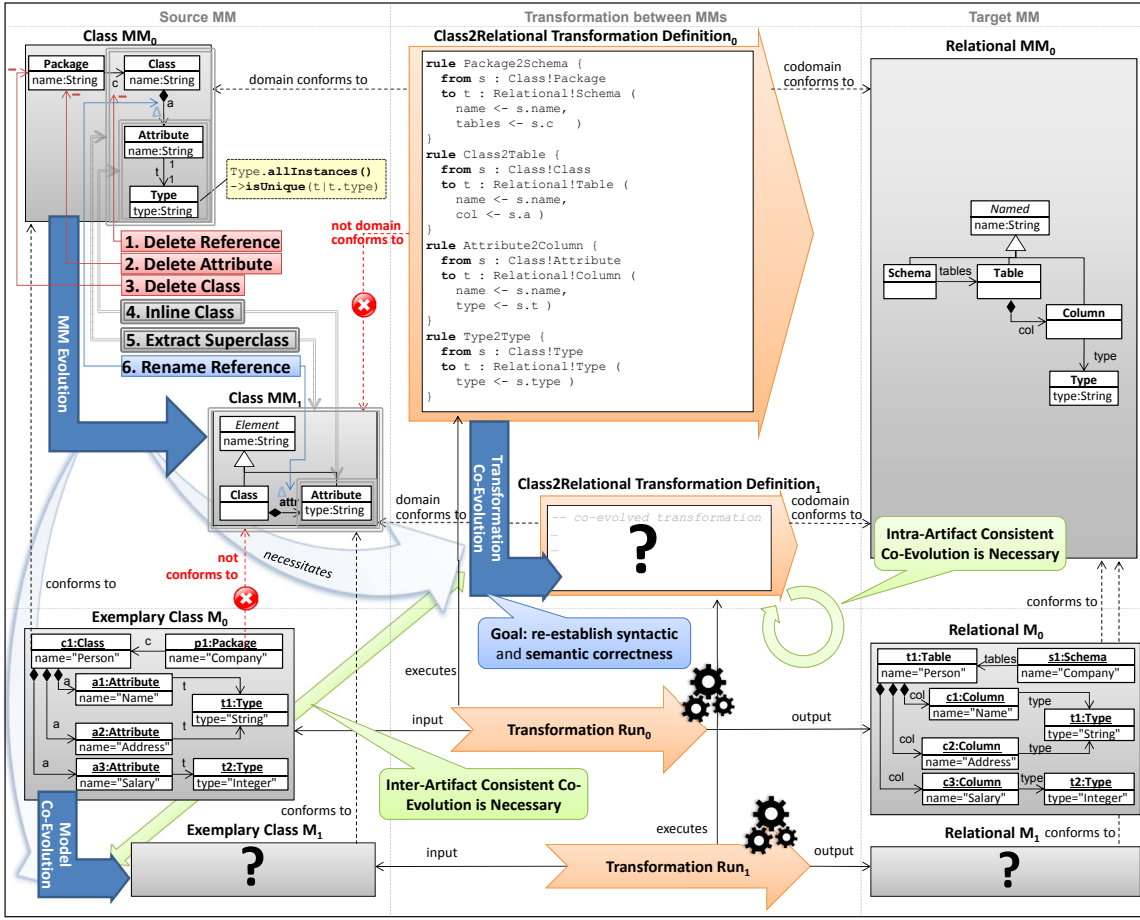 Source MM
Transformation between MMs
Target MM
Class MM0
Package
name:String
c
Class
name:String
a
Δ
Attribute
name:String
t
1
1
Type
type:String
Type.allInstances()
->isUnique(t|t.type)
domain conforms to
1. Delete Reference
2. Delete Attribute
3. Delete Class
4. Inline Class
5. Extract Superclass
6. Rename Reference
MM Evolution
not domain
conforms to
Class2Relational Transformation Definition0
rule Package2Schema {
from s : Class!Package
to t : Relational!Schema (
name <- s.name,
tables <- s.c )
}
rule Class2Table {
from s : Class!Class
to t : Relational!Table (
name <- s.name,
col <- s.a )
}
rule Attribute2Column {
from s : Class!Attribute
to t : Relational!Column (
name <- s.name,
type <- s.t )
}
rule Type2Type {
from s : Class!Type
to t : Relational!Type (
type <- s.type )
}
codomain
conforms to
Relational MM0
Named
name:String
Schema
tables
Table
col
Column
type
Type
type:String
Class MM1
Element
name:String
Class
Δ
attr
Attribute
type:String
domain
conforms to
Transformation
Co-Evolution
Class2Relational Transformation Definition1
-- co-evolved transformation
...
...
?
codomain
conforms to
Intra-Artifact Consistent
Co-Evolution is Necessary
necessitates
not
conforms to
conforms to
Goal: re-establish syntactic
and semantic correctness
executes
conforms to
Exemplary Class M0
c1:Class
name="Person"
c
p1:Package
name="Company"
a
a1:Attribute
name="Name"
t
t1:Type
type="String"
a
a2:Attribute
name="Address"
t
a
a3:Attribute
name="Salary"
t
t2:Type
type="Integer"
input
Transformation Run0
output
Relational M0
t1:Table
name="Person"
tables
s1:Schema
name="Company"
col
c1:Column
name="Name"
type
t1:Type
type="String"
col
c2:Column
name="Address"
type
col
c3:Column
name="Salary"
type
t2:Type
type="Integer"
Inter-Artifact Consistent Co-
Evolution is Necessary
Model
Co-Evolution
Exemplary Class M1
?
conforms to
input
executes
Transformation
Run1
output
Relational M1
conforms to
?